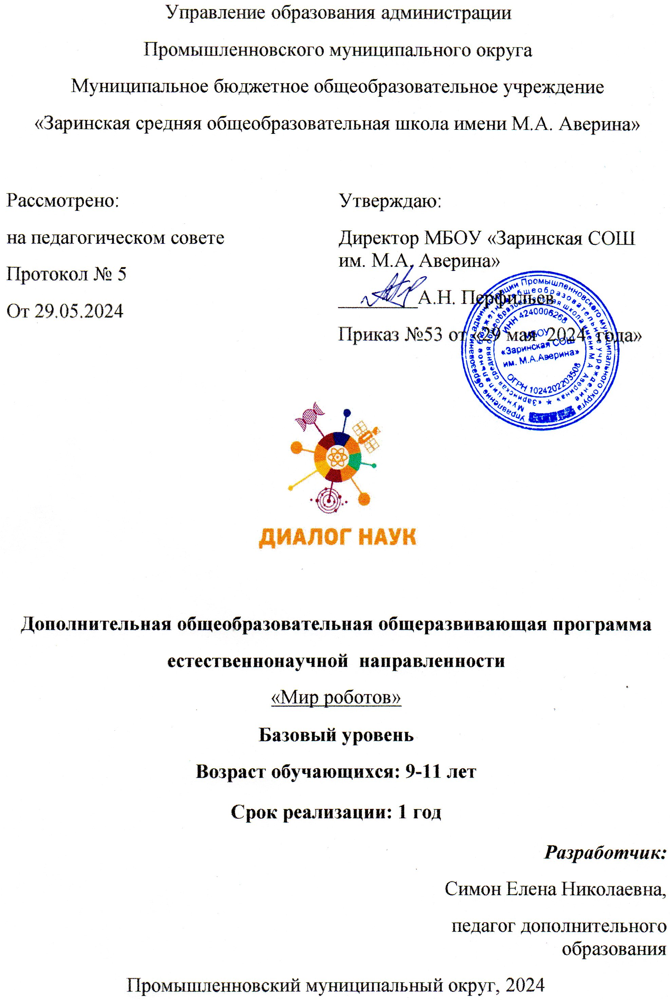 Управление образования администрации
Промышленновского муниципального округа
Муниципальное бюджетное общеобразовательное учреждение
«Заринская средняя общеобразовательная школа имени М.А. Аверина»
Рассмотрено:
на педагогическом совете
Протокол № 5
От 29.05.2024
Утверждаю:
Директор МБОУ «Заринская СОШ
им. М.А. Аверина»
А.Н. Перфильев
Приказ №53 от «29 мая 2024 года»
Управление образования администрации Промышленновского муниципального округа
Муниципальное бюджетное общеобразовательное учреждение
«Заринская средняя общеобразовательная школа имени М А Аверина» *
ИНН 4240006268
МБОУ
«Заринская СОШ
им. М.А.Аверина»
ОГРН 1024202203508
ДИАЛОГ НАУК
Дополнительная общеобразовательная общеразвивающая программа
естественнонаучной направленности
«Мир роботов»
Базовый уровень
Возраст обучающихся: 9-11 лет
Срок реализации: 1 год
Разработчик:
Симон Елена Николаевна,
педагог дополнительного
образования
Промышленновский муниципальный округ, 2024